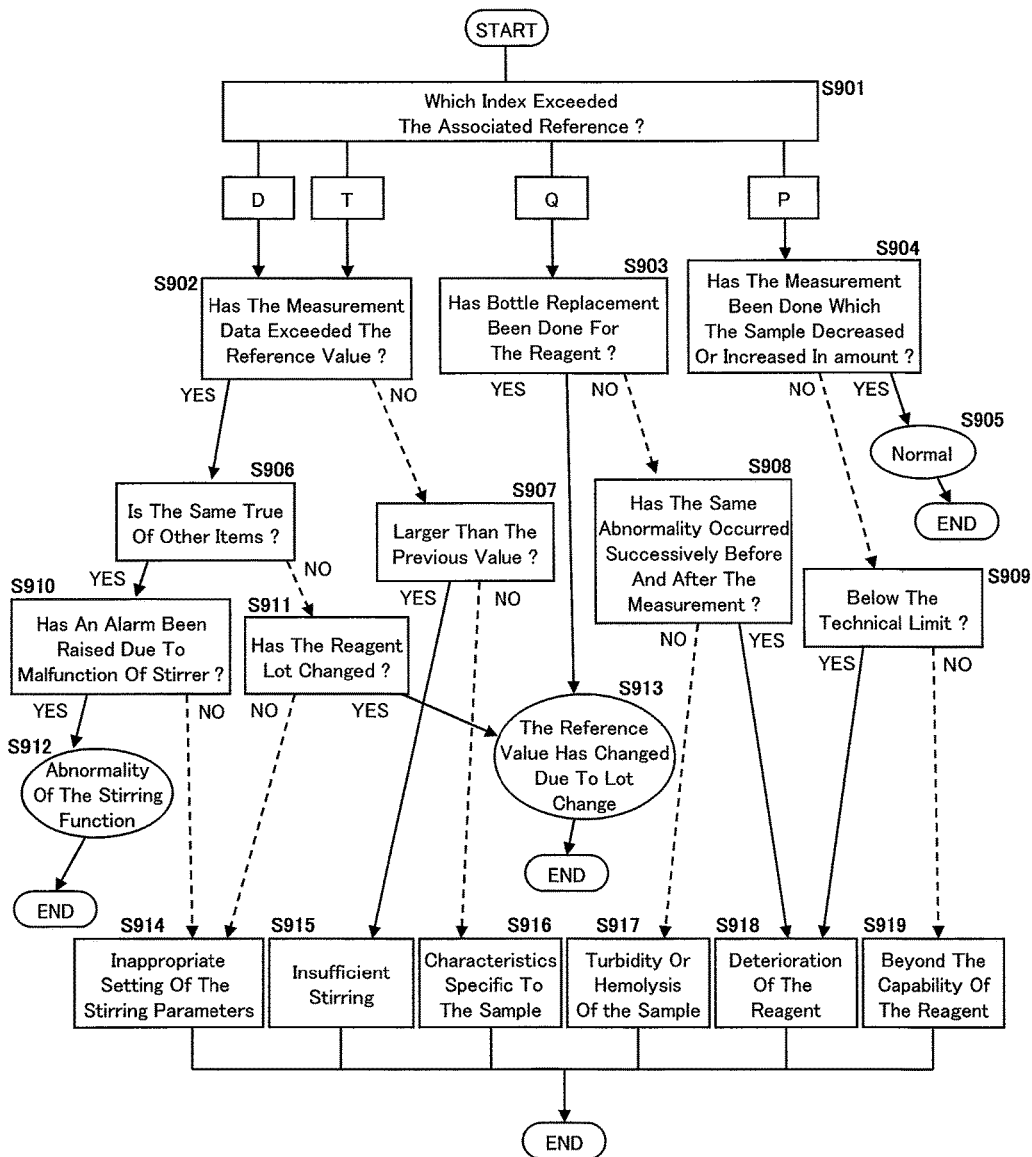 START
S901
Which Index Exceeded
The Associated Reference ?
D
T
Q
P
S902
Has The Measurement
Data Exceeded The
Reference Value ?
YES
NO
S903
Has Bottle Replacement
Been Done For
The Reagent ?
YES
NO
S904
Has The Measurement
Been Done Which
The Sample Decreased
Or Increased In amount ?
NO
YES
S905
Normal
END
S906
Is The Same True
Of Other Items ?
YES
NO
S907
Larger Than The
Previous Value ?
YES
NO
S908
Has The Same
Abnormality Occurred
Successively Before
And After The
Measurement ?
NO
YES
S909
Below The
Technical Limit ?
YES
NO
S910
Has An Alarm Been
Raised Due To
Malfunction Of Stirrer ?
YES
NO
S911
Has The Reagent
Lot Changed ?
NO
YES
S912
Abnormality
Of The Stirring
Function
END
S913
The Reference
Value Has Changed
Due To Lot
Change
END
S914
Inappropriate
Setting Of The
Stirring Parameters
S915
Insufficient
Stirring
S916
Characteristics
Specific To
The Sample
S917
Turbidity Or
Hemolysis
Of the Sample
S918
Deterioration
Of The
Reagent
S919
Beyond The
Capability Of
The Reagent
END